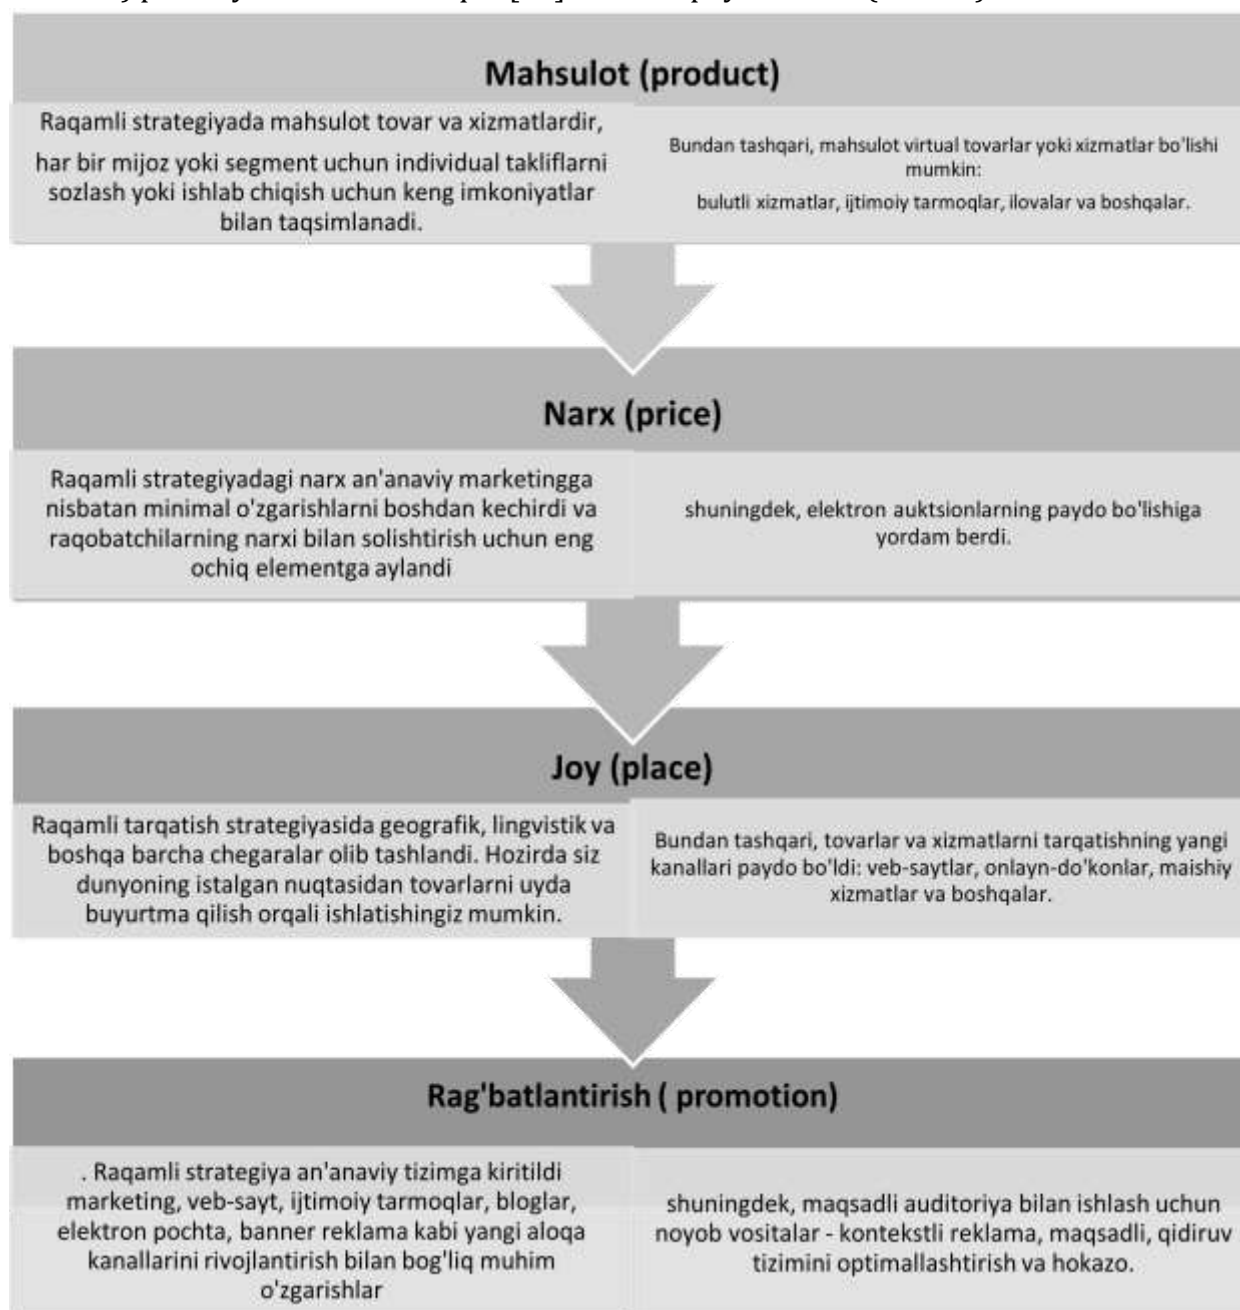 Mahsulot (product)
Raqamli strategiyada mahsulot tovar va xizmatlardir,
har bir mijoz yoki segment uchun individual takliflarni
sozlash yoki ishlab chiqish uchun keng imkoniyatlar
bilan taqsimlanadi.
Bundan tashqari, mahsulot virtual tovarlar yoki xizmatlar bo'lishi
mumkin:
bulutli xizmatlar, ijtimoiy tarmoqlar, ilovalar va boshqalar.
Narx (price)
Raqamli strategiyadagi narx an'anaviy marketingga
nisbatan minimal o'zgarishlarni boshdan kechirdi va
raqobatchilarning narxi bilan solishtirish uchun eng
ochiq elementga aylandi
shuningdek, elektron auktsionlarning paydo bo'lishiga
yordam berdi.
Joy (place)
Raqamli tarqatish strategiyasida geografik, lingvistik va
boshqa barcha chegaralar olib tashlandi. Hozirda siz
dunyoning istalgan nuqtasidan tovarlarni uyda
buyurtma qilish orqali ishlatishingiz mumkin.
Bundan tashqari, tovarlar va xizmatlarni tarqatishning yangi
kanallari paydo bo'ldi: veb-saytlar, onlayn-do'konlar, maishiy
xizmatlar va boshqalar.
Rag'batlantirish ( promotion)
. Raqamli strategiya an'anaviy tizimga kiritildi
marketing, veb-sayt, ijtimoiy tarmoqlar, bloglar,
elektron pochta, banner reklama kabi yangi aloqa
kanallarini rivojlantirish bilan bog'liq muhim
o'zgarishlar
shuningdek, maqsadli auditoriya bilan ishlash uchun
noyob vositalar - kontekstli reklama, maqsadli, qidiruv
tizimini optimallashtirish va hokazo.